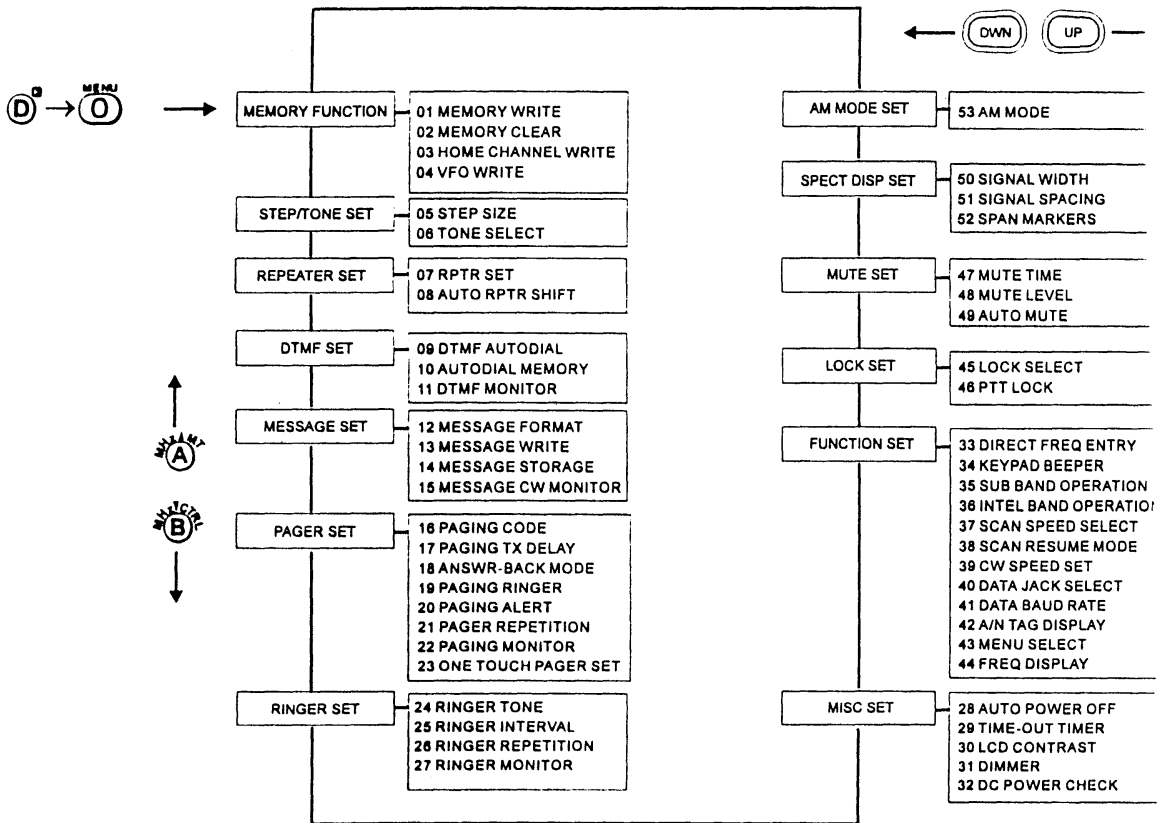 DWN UP
MENU
D → 0
MEMORY FUNCTION
01 MEMORY WRITE
02 MEMORY CLEAR
03 HOME CHANNEL WRITE
04 VFO WRITE
STEP/TONE SET
05 STEP SIZE
06 TONE SELECT
REPEATER SET
07 RPTR SET
08 AUTO RPTR SHIFT
DTMF SET
09 DTMF AUTODIAL
10 AUTODIAL MEMORY
11 DTMF MONITOR
MHz MT
A
MHz CTRL
B
MESSAGE SET
12 MESSAGE FORMAT
13 MESSAGE WRITE
14 MESSAGE STORAGE
15 MESSAGE CW MONITOR
PAGER SET
16 PAGING CODE
17 PAGING TX DELAY
18 ANSWR-BACK MODE
19 PAGING RINGER
20 PAGING ALERT
21 PAGER REPETITION
22 PAGING MONITOR
23 ONE TOUCH PAGER SET
RINGER SET
24 RINGER TONE
25 RINGER INTERVAL
26 RINGER REPETITION
27 RINGER MONITOR
AM MODE SET
53 AM MODE
SPECT DISP SET
50 SIGNAL WIDTH
51 SIGNAL SPACING
52 SPAN MARKERS
MUTE SET
47 MUTE TIME
48 MUTE LEVEL
49 AUTO MUTE
LOCK SET
45 LOCK SELECT
46 PTT LOCK
FUNCTION SET
33 DIRECT FREQ ENTRY
34 KEYPAD BEEPER
35 SUB BAND OPERATION
36 INTEL BAND OPERATION
37 SCAN SPEED SELECT
38 SCAN RESUME MODE
39 CW SPEED SET
40 DATA JACK SELECT
41 DATA BAUD RATE
42 A/N TAG DISPLAY
43 MENU SELECT
44 FREQ DISPLAY
MISC SET
28 AUTO POWER OFF
29 TIME-OUT TIMER
30 LCD CONTRAST
31 DIMMER
32 DC POWER CHECK